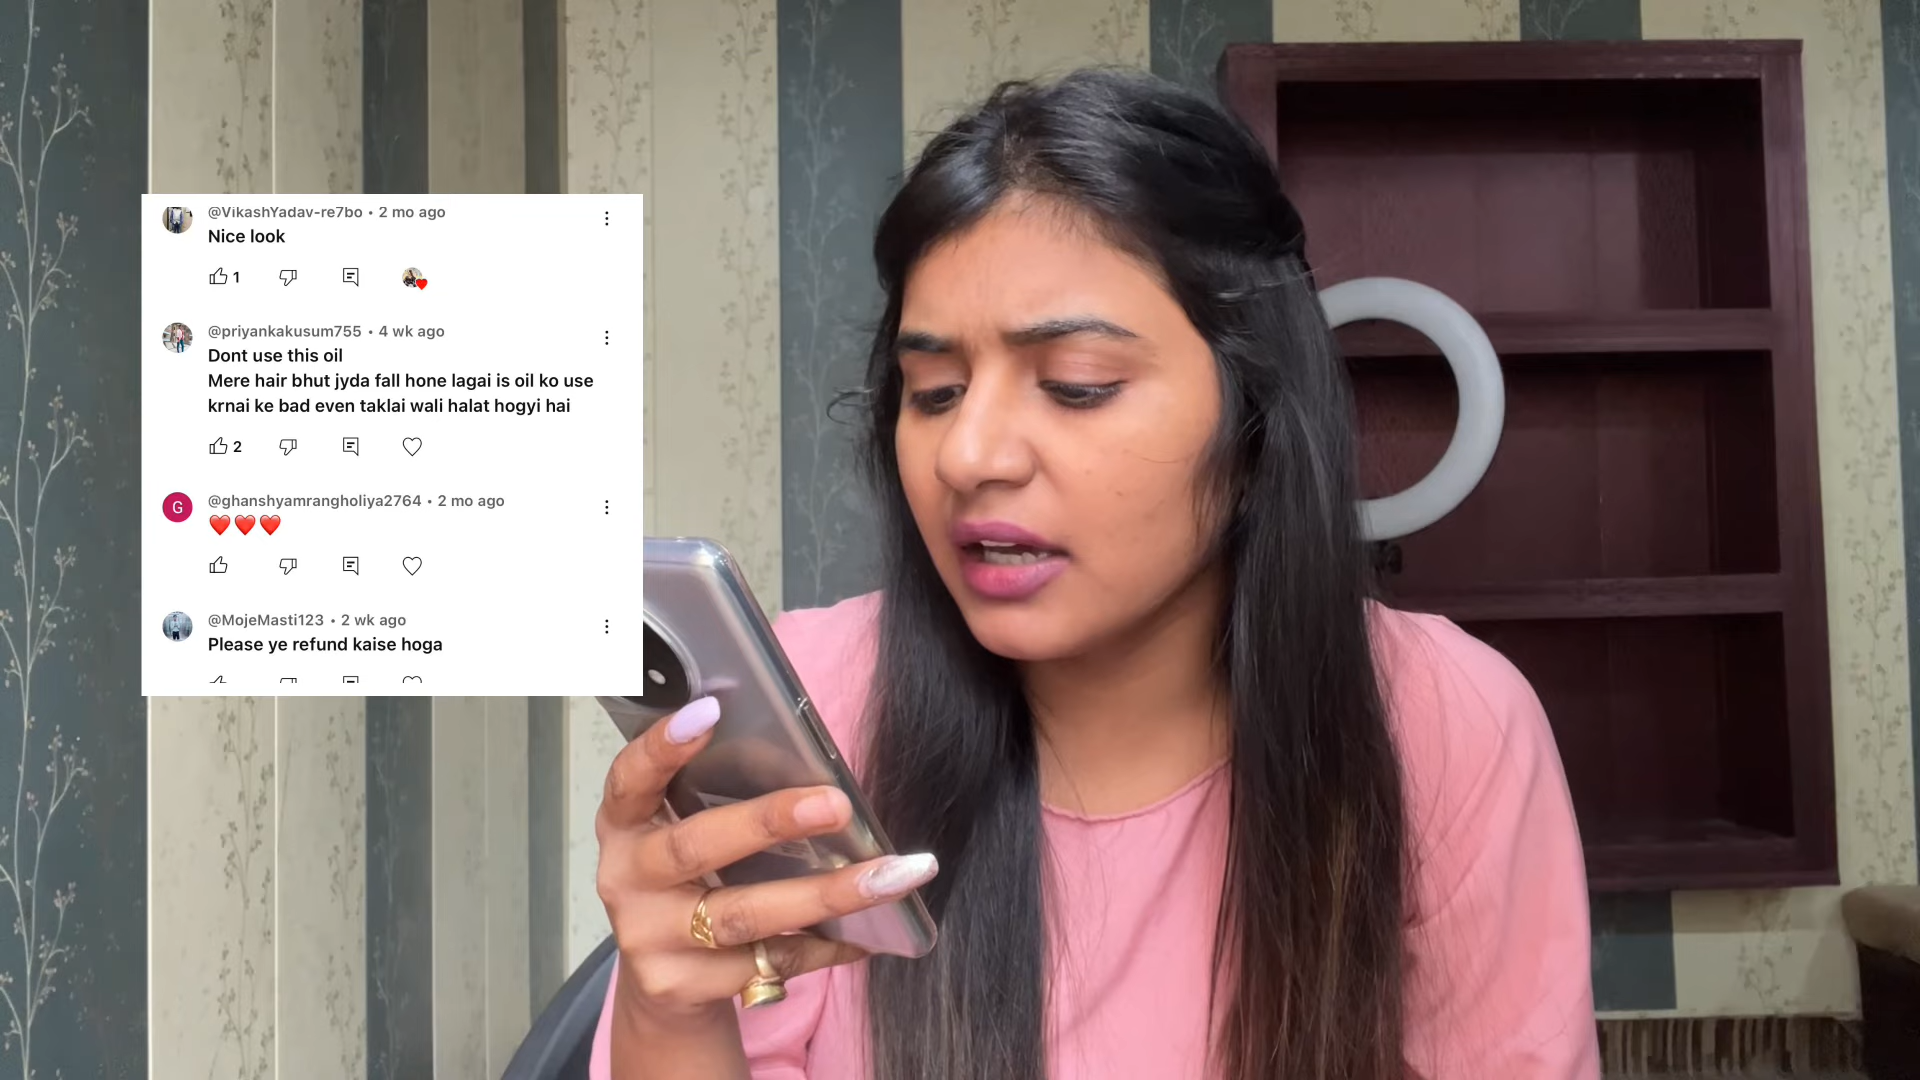 @VikashYadav-re7bo • 2 mo ago
Nice look
1
@priyankakusum755 • 4 wk ago
Dont use this oil
Mere hair bhut jyda fall hone lagai is oil ko use
krnai ke bad even taklai wali halat hogyi hai
2
G
@ghanshyamrangholiya2764 • 2 mo ago
❤️❤️❤️
@MojeMasti123 • 2 wk ago
Please ye refund kaise hoga